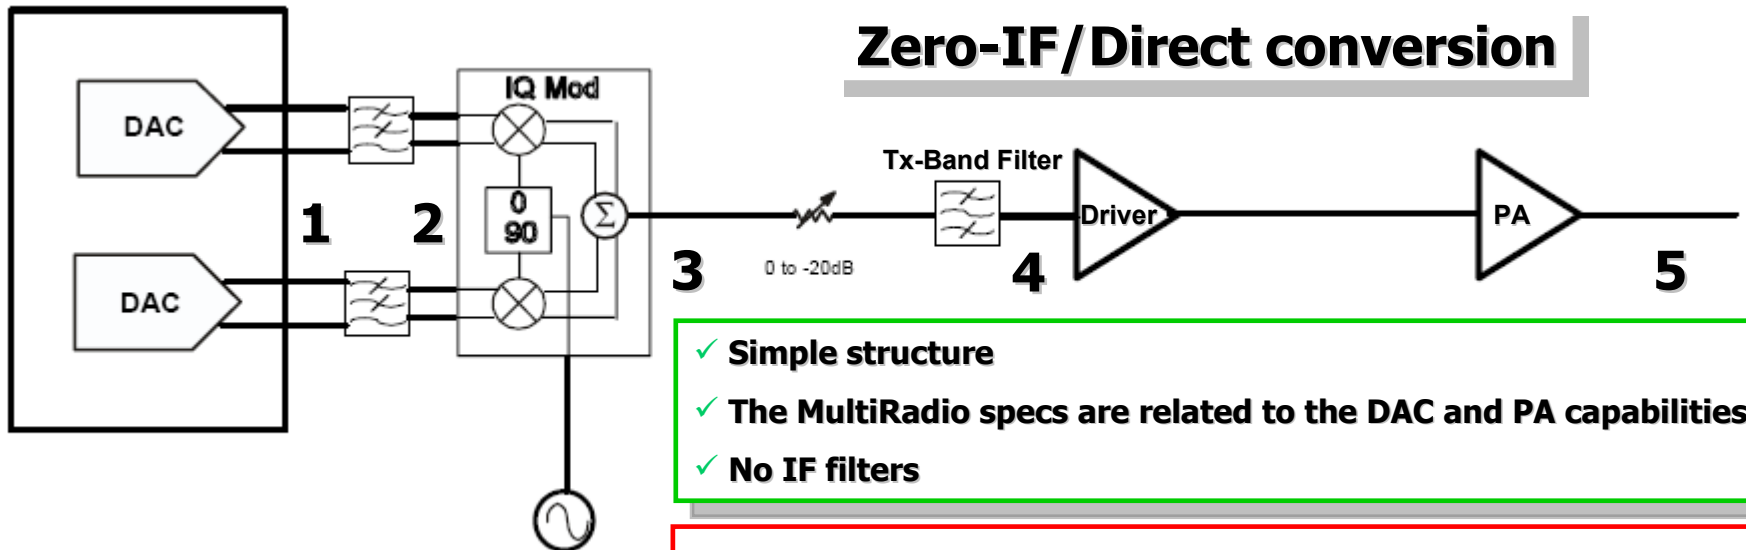 Zero-IF/Direct conversion
IQ Mod
DAC
Tx-Band Filter
0
90
Σ
Driver
PA
1
2
3
0 to -20dB
4
5
DAC
✓ Simple structure
✓ The MultiRadio specs are related to the DAC and PA capabilities
✓ No IF filters